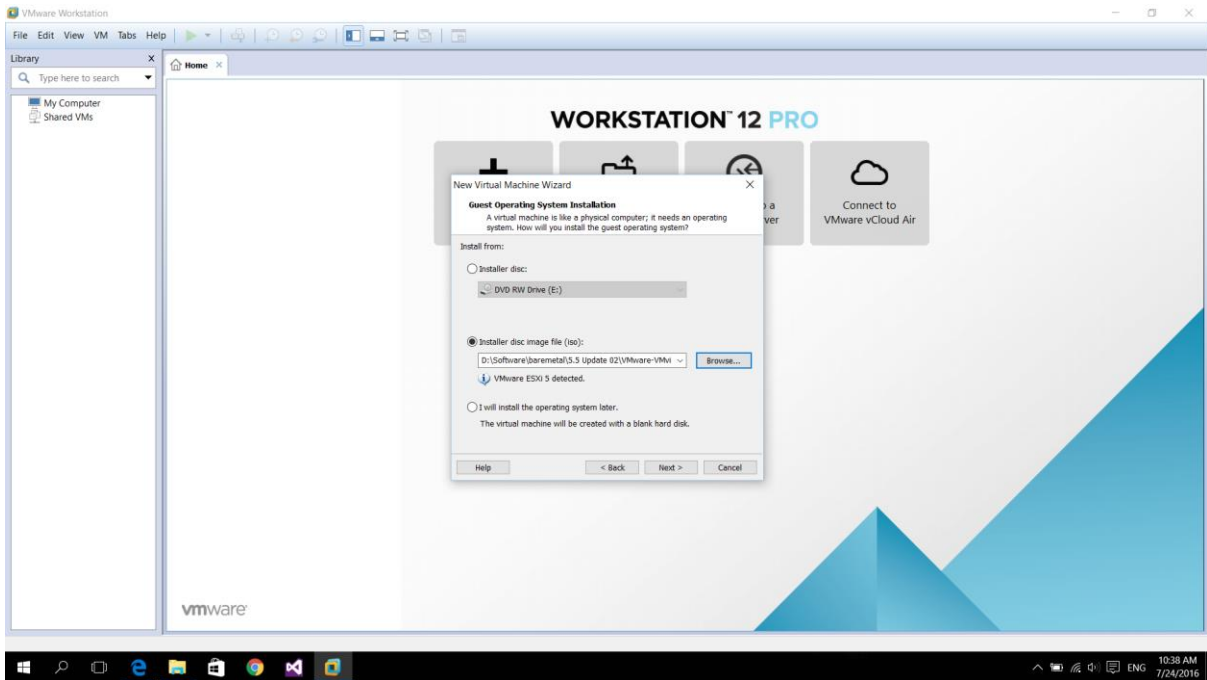 VMware Workstation
File Edit View VM Tabs Help
Library X
Type here to search
My Computer
Shared VMs
Home ×
WORKSTATION™ 12 PRO
Connect to
VMware vCloud Air
New Virtual Machine Wizard
Guest Operating System Installation
A virtual machine is like a physical computer; it needs an operating
system. How will you install the guest operating system?
Install from:
Installer disc:
DVD RW Drive (E:)
Installer disc image file (iso):
D:\Software\baremetal\5.5 Update 02\VMware-VMvi
Browse...
VMware ESXi 5 detected.
I will install the operating system later.
The virtual machine will be created with a blank hard disk.
Help < Back Next > Cancel
vmware
ENG
10:38 AM
7/24/2016